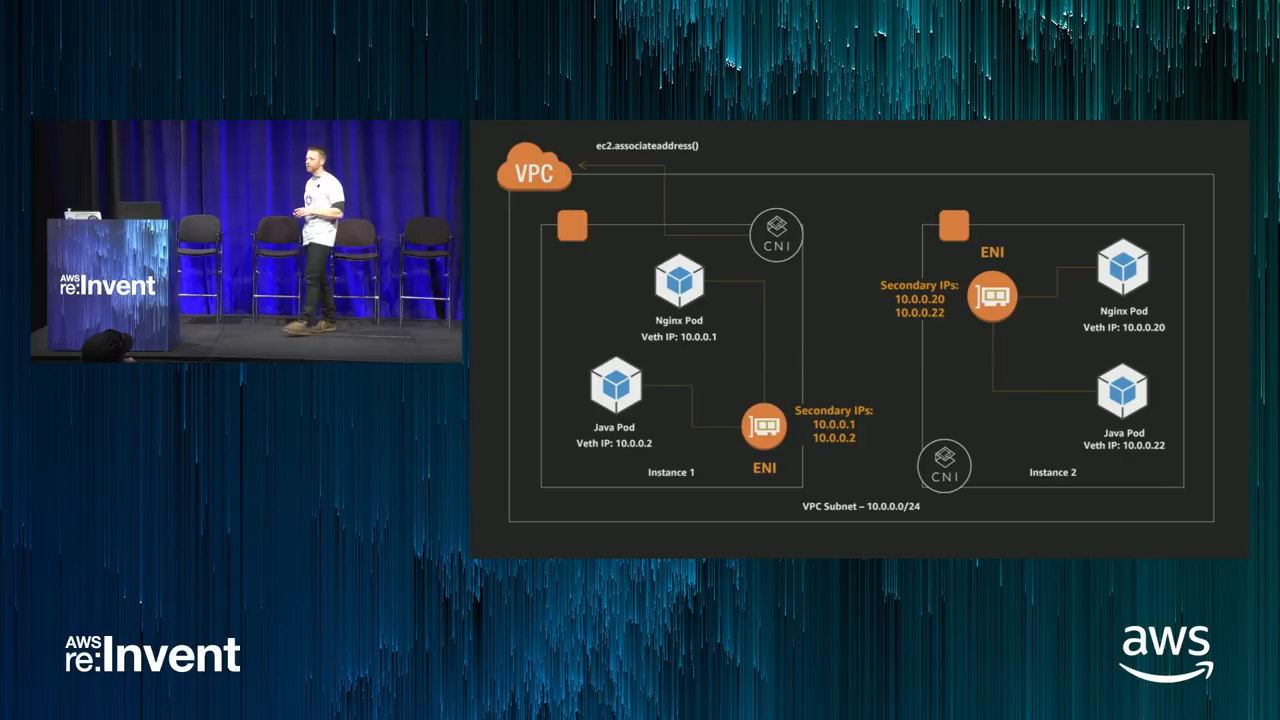 AWS
re:Invent
ec2.associateaddress()
VPC
CNI
Nginx Pod
Veth IP: 10.0.0.1
Java Pod
Veth IP: 10.0.0.2
Secondary IPs:
10.0.0.1
10.0.0.2
ENI
Instance 1
ENI
Secondary IPs:
10.0.0.20
10.0.0.22
Nginx Pod
Veth IP: 10.0.0.20
Java Pod
Veth IP: 10.0.0.22
CNI
Instance 2
VPC Subnet – 10.0.0.0/24
AWS
re:Invent
aws